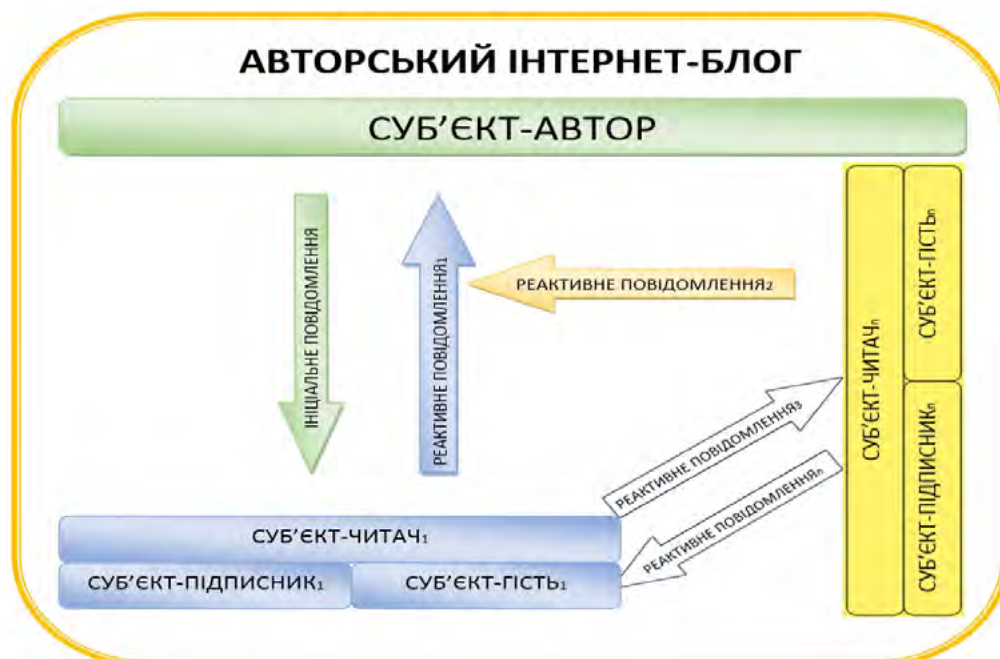 АВТОРСЬКИЙ ІНТЕРНЕТ-БЛОГ
СУБ’ЄКТ-АВТОР
ІНІЦІАЛЬНЕ ПОВІДОМЛЕННЯ
РЕАКТИВНЕ ПОВІДОМЛЕННЯ₁
РЕАКТИВНЕ ПОВІДОМЛЕННЯ₂
РЕАКТИВНЕ ПОВІДОМЛЕННЯ₃
РЕАКТИВНЕ ПОВІДОМЛЕННЯₙ
СУБ’ЄКТ-ЧИТАЧₙ
СУБ’ЄКТ-ГІСТЬₙ
СУБ’ЄКТ-ПІДПИСНИКₙ
СУБ’ЄКТ-ЧИТАЧ₁
СУБ’ЄКТ-ПІДПИСНИК₁
СУБ’ЄКТ-ГІСТЬ₁